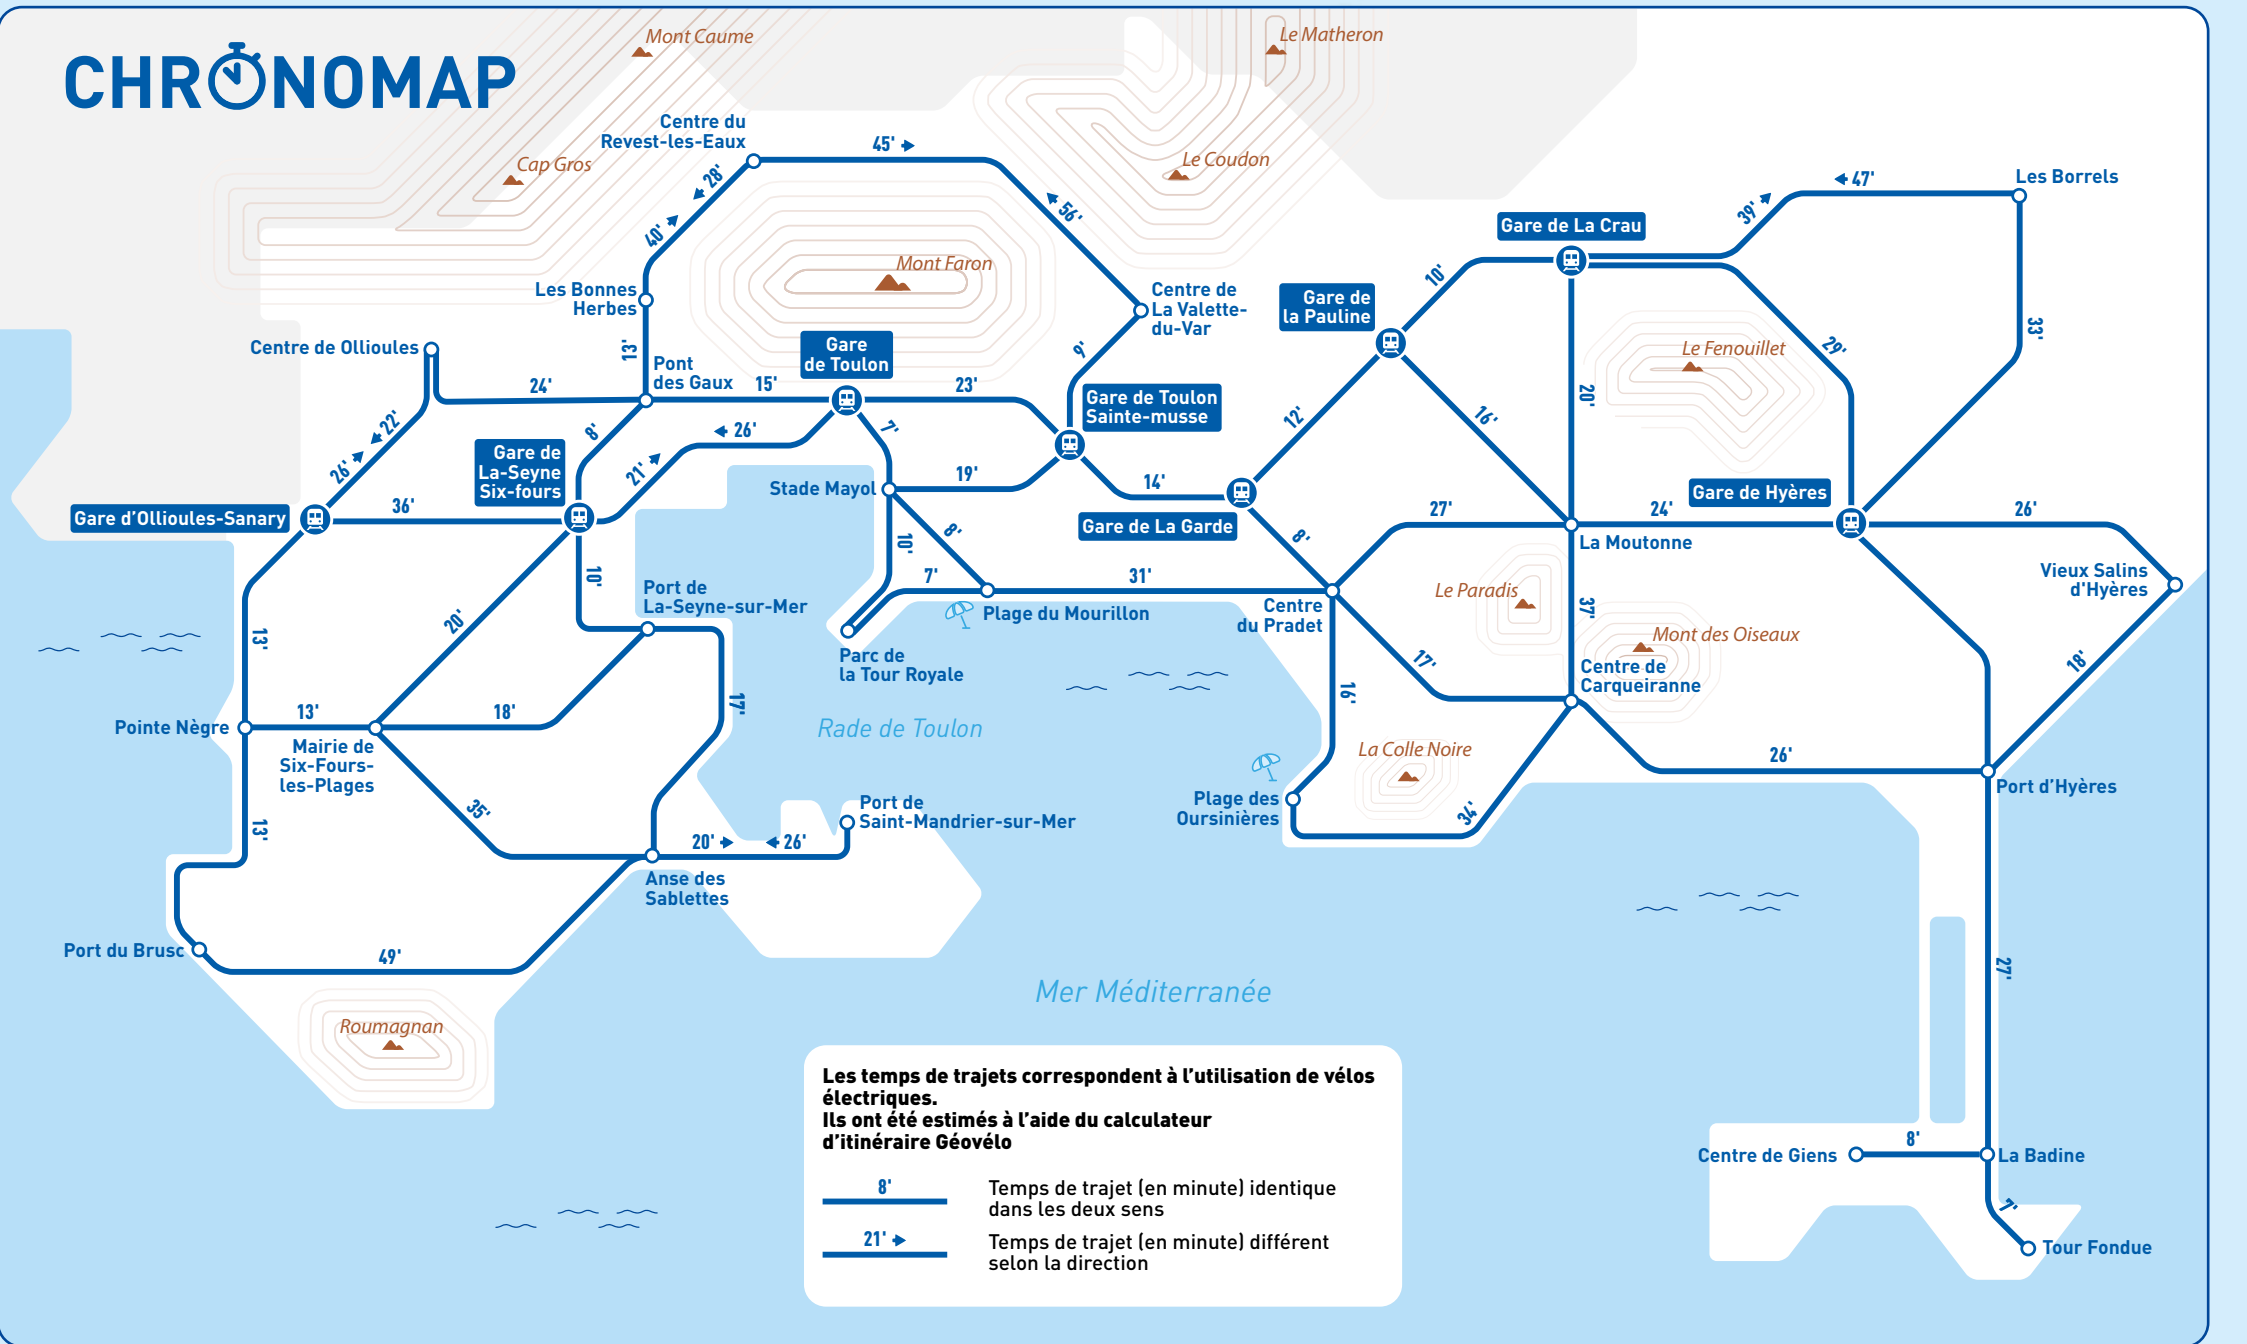 CHRONOMAP
Mont Caume
Le Matheron
Cap Gros
Le Coudon
Mont Faron
Centre du
Revest-les-Eaux
45'
28'
40'
56'
Les Bonnes
Herbes
13'
Centre de
La Valette-
du-Var
9'
Centre de Ollioules
24'
22'
26'
Pont
des Gaux
15'
Gare
de Toulon
23'
Gare de Toulon
Sainte-musse
8'
26'
21'
7'
Gare de
La-Seyne
Six-fours
Gare d'Ollioules-Sanary
36'
Stade Mayol
19'
14'
Gare de La Garde
Gare de
la Pauline
10'
12'
16'
Gare de La Crau
39'
47'
Les Borrels
33'
20'
29'
Le Fenouillet
Gare de Hyères
27'
24'
26'
La Moutonne
Vieux Salins
d'Hyères
18'
8'
10'
8'
7'
31'
Plage du Mourillon
Parc de
la Tour Royale
Centre
du Pradet
Le Paradis
37'
Mont des Oiseaux
Centre de
Carqueiranne
17'
16'
La Colle Noire
Plage des
Oursinières
34'
26'
Port d'Hyères
13'
20'
10'
Port de
La-Seyne-sur-Mer
17'
Pointe Nègre
13'
18'
Mairie de
Six-Fours-
les-Plages
13'
35'
Rade de Toulon
Port de
Saint-Mandrier-sur-Mer
20'
26'
Anse des
Sablettes
Port du Brusc
49'
Roumagnan
Mer Méditerranée
27'
Centre de Giens
8'
La Badine
7'
Tour Fondue
Les temps de trajets correspondent à l'utilisation de vélos
électriques.
Ils ont été estimés à l'aide du calculateur
d'itinéraire Géovélo
8'
Temps de trajet (en minute) identique
dans les deux sens
21'
Temps de trajet (en minute) différent
selon la direction